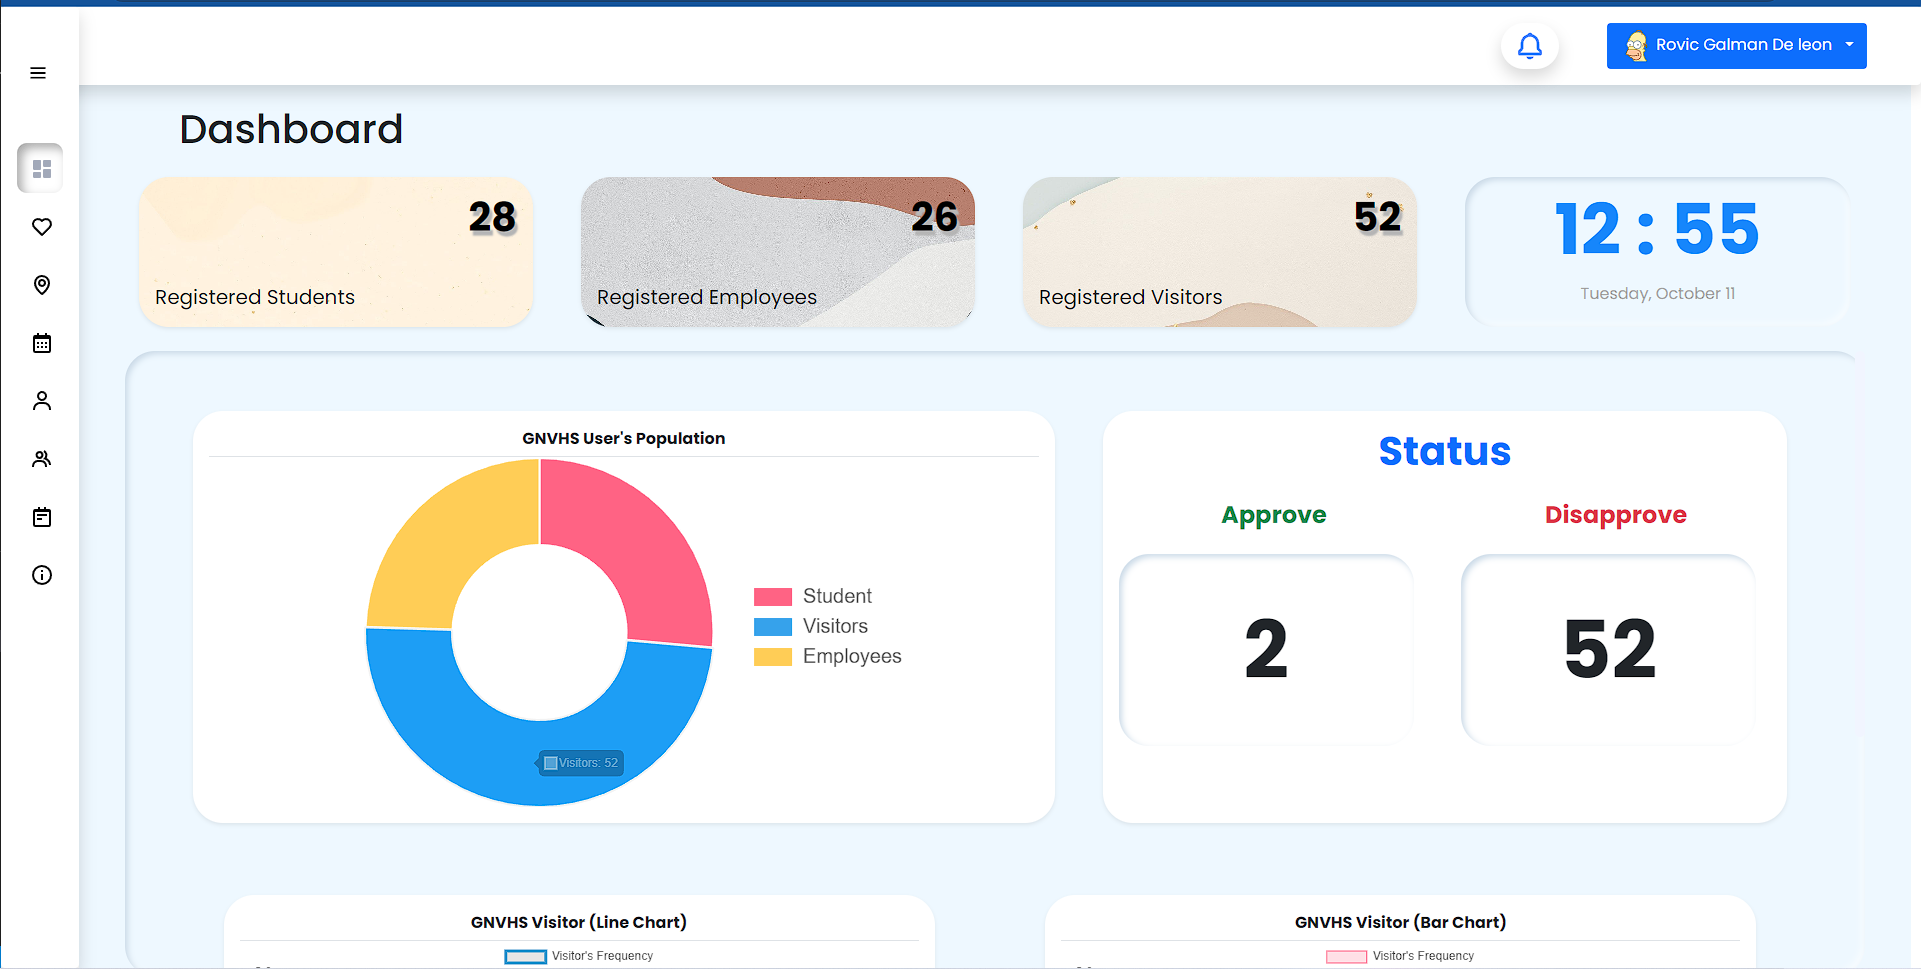 Rovic Galman De leon
Dashboard
28
Registered Students
26
Registered Employees
52
Registered Visitors
12 : 55
Tuesday, October 11
GNVHS User's Population
Student
Visitors
Employees
Visitors: 52
Status
Approve
Disapprove
2
52
GNVHS Visitor (Line Chart)
Visitor's Frequency
GNVHS Visitor (Bar Chart)
Visitor's Frequency